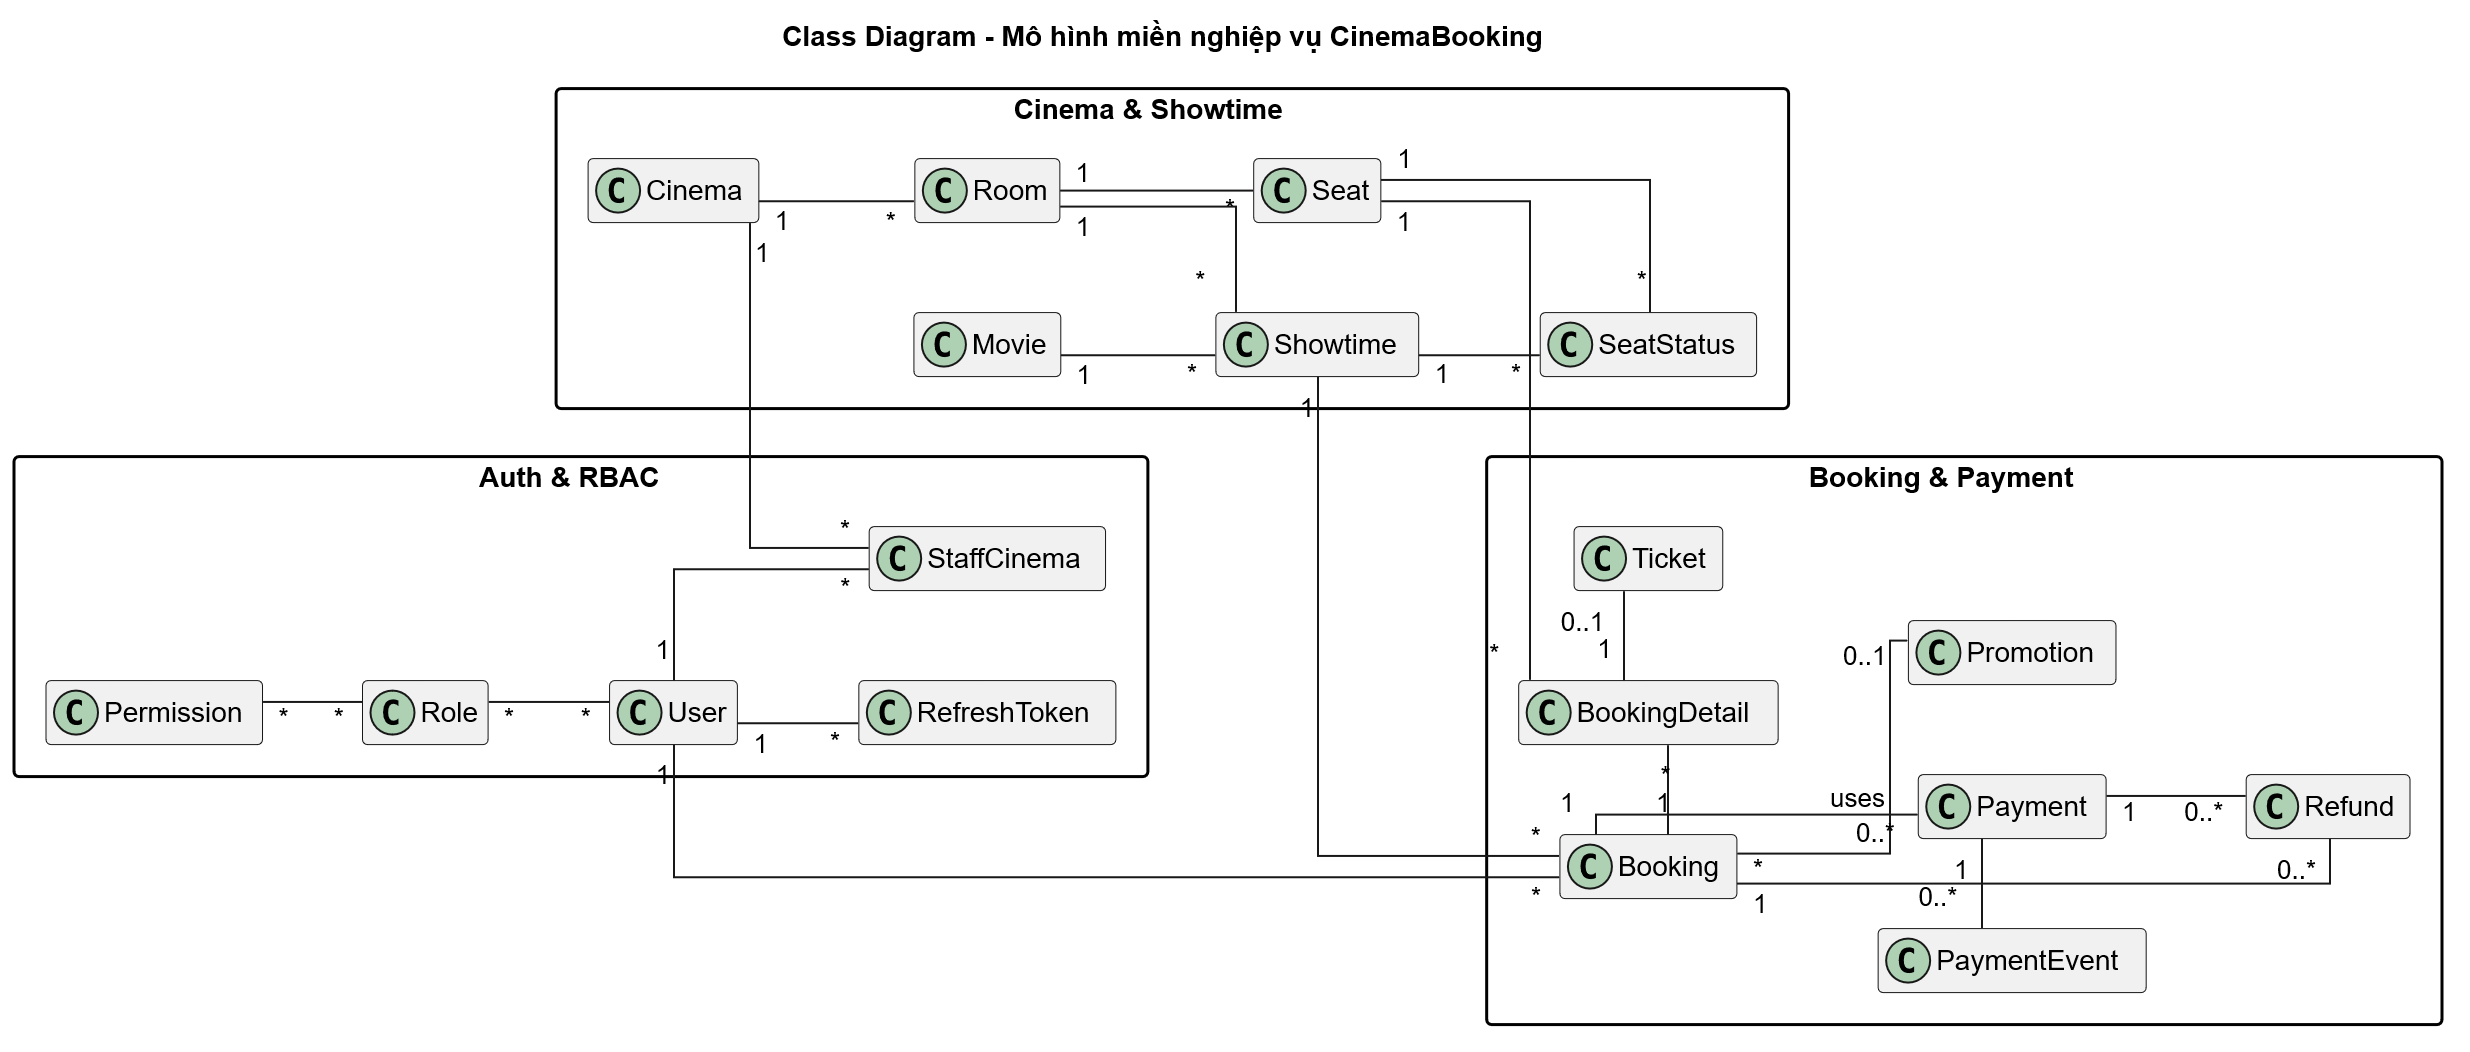 Class Diagram - Mô hình miền nghiệp vụ CinemaBooking
Cinema & Showtime
C Cinema
1
*
1
C Room
1
*
1
*
C Seat
1
1
*
C Movie
1
*
C Showtime
1
*
1
C SeatStatus
Auth & RBAC
*
C StaffCinema
*
1
C Permission
*
*
C Role
*
*
C User
1
*
1
C RefreshToken
Booking & Payment
C Ticket
0..1
1
*
C BookingDetail
*
1
0..1
C Promotion
uses
1
0..*
C Payment
1
0..*
C Refund
*
*
C Booking
*
1
1
0..*
0..*
C PaymentEvent